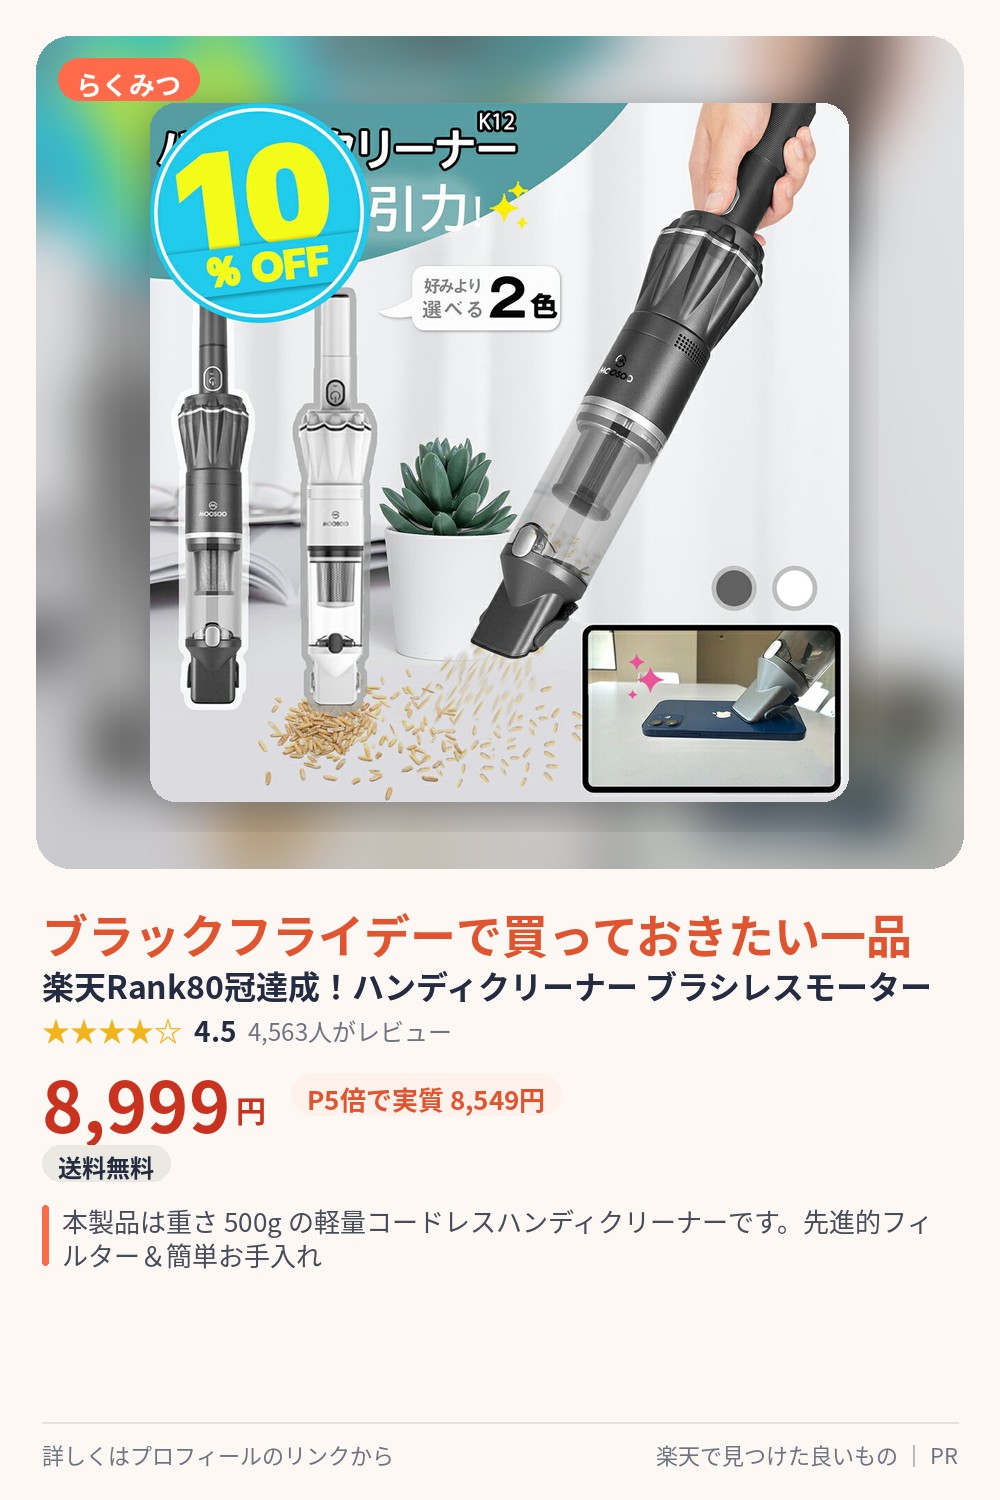 らくみつ
クリーナー
K12
10
% OFF
引力!
好みより
選べる
2色
MOOSOO
MOOSOO
MOOSOO
ブラックフライデーで買っておきたい一品
楽天Rank80冠達成！ハンディクリーナー ブラシレスモーター
★★★★☆ 4.5 4,563人がレビュー
8,999円
P5倍で実質 8,549円
送料無料
本製品は重さ 500g の軽量コードレスハンディクリーナーです。先進的フィ
ルター＆簡単お手入れ
詳しくはプロフィールのリンクから
楽天で見つけた良いもの ｜ PR